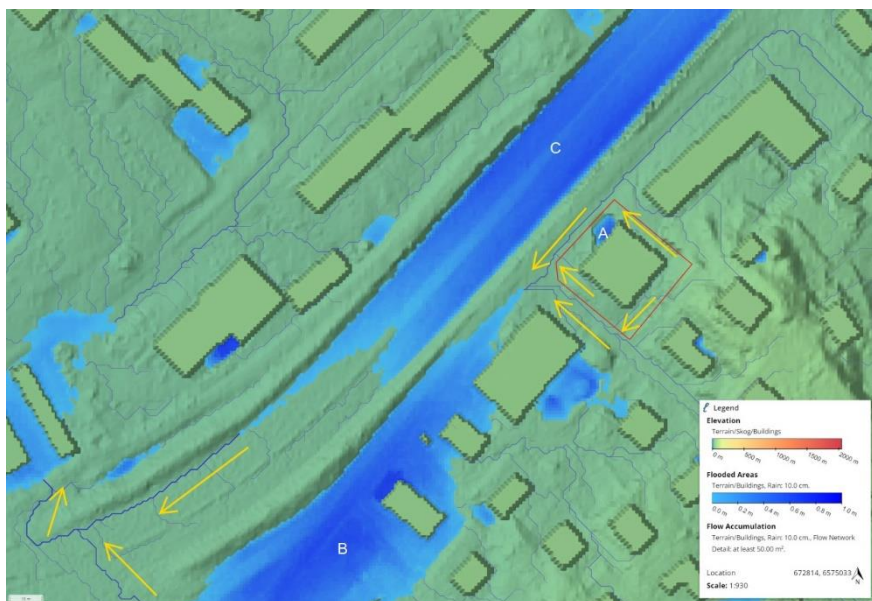 C
A
B
Legend
Elevation
Terrain/Skog/Buildings
0 m 500 m 1000 m 1500 m 2000 m
Flooded Areas
Terrain/Buildings, Rain: 10.0 cm.
0.0 m 0.2 m 0.4 m 0.6 m 0.8 m 1.0 m
Flow Accumulation
Terrain/Buildings, Rain: 10.0 cm., Flow Network
Detail: at least 50.00 m².
Location 672814, 6575033
Scale: 1:930
N